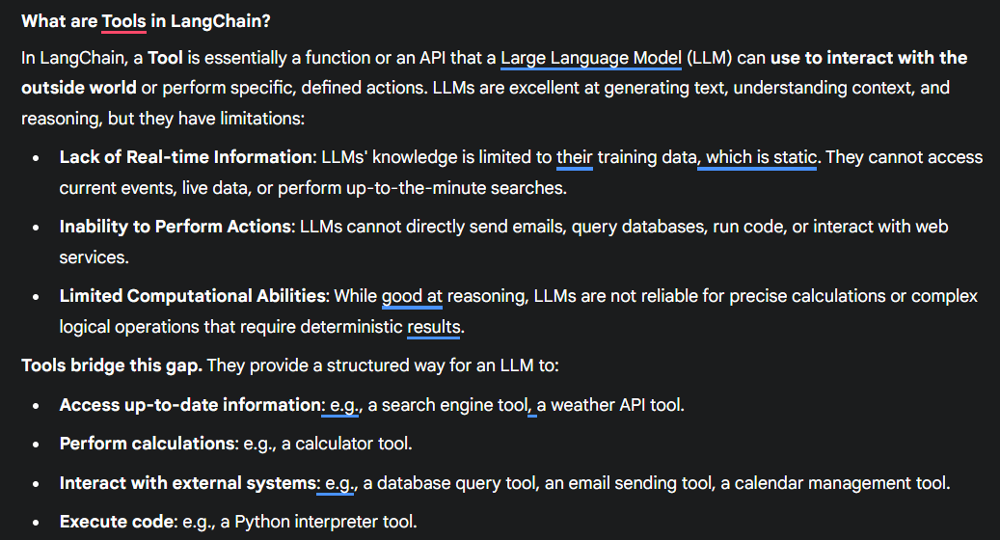 What are Tools in LangChain?
In LangChain, a Tool is essentially a function or an API that a Large Language Model (LLM) can use to interact with the
outside world or perform specific, defined actions. LLMs are excellent at generating text, understanding context, and
reasoning, but they have limitations:
• Lack of Real-time Information: LLMs' knowledge is limited to their training data, which is static. They cannot access
current events, live data, or perform up-to-the-minute searches.
• Inability to Perform Actions: LLMs cannot directly send emails, query databases, run code, or interact with web
services.
• Limited Computational Abilities: While good at reasoning, LLMs are not reliable for precise calculations or complex
logical operations that require deterministic results.
Tools bridge this gap. They provide a structured way for an LLM to:
• Access up-to-date information: e.g., a search engine tool, a weather API tool.
• Perform calculations: e.g., a calculator tool.
• Interact with external systems: e.g., a database query tool, an email sending tool, a calendar management tool.
• Execute code: e.g., a Python interpreter tool.